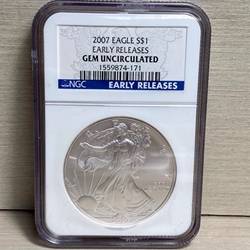 2007 EAGLE S$1
EARLY RELEASES
GEM UNCIRCULATED
1559874-171
NGC EARLY RELEASES